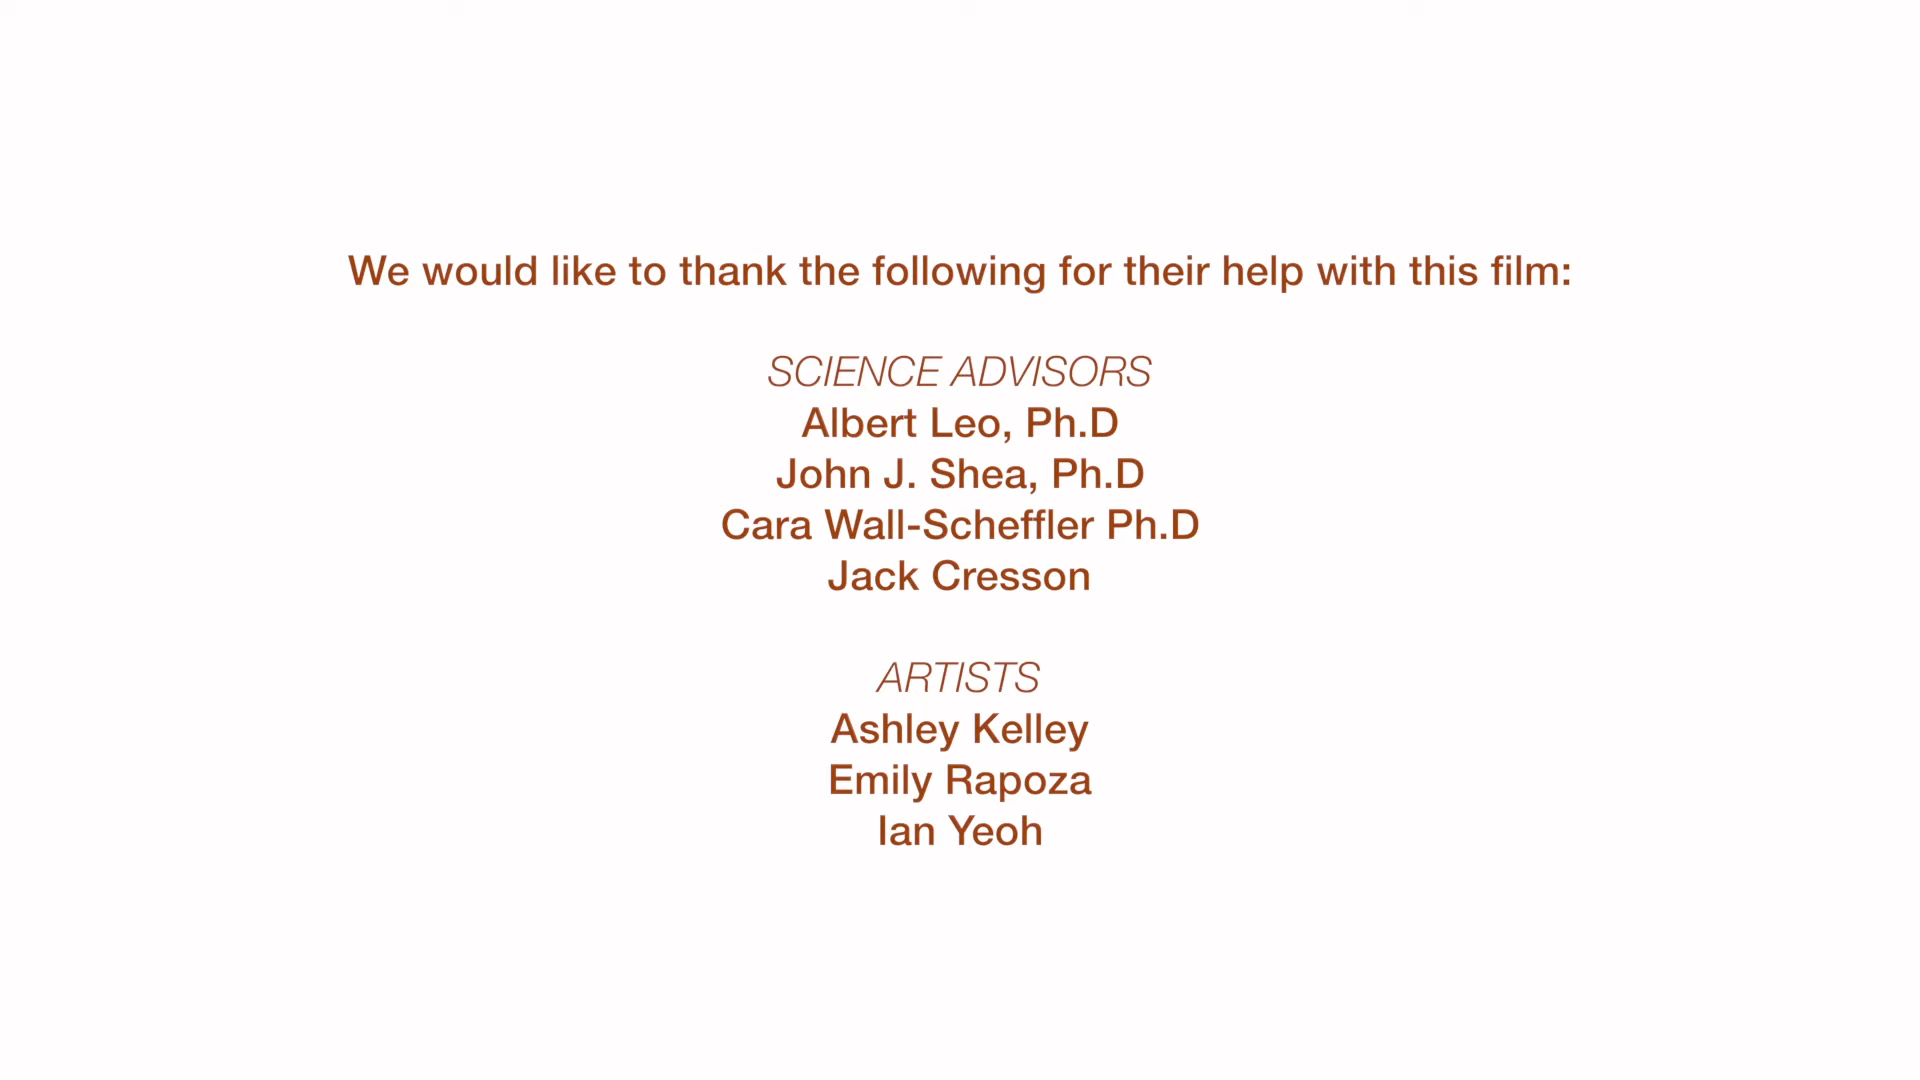 We would like to thank the following for their help with this film:
SCIENCE ADVISORS
Albert Leo, Ph.D
John J. Shea, Ph.D
Cara Wall-Scheffler Ph.D
Jack Cresson
ARTISTS
Ashley Kelley
Emily Rapoza
Ian Yeoh